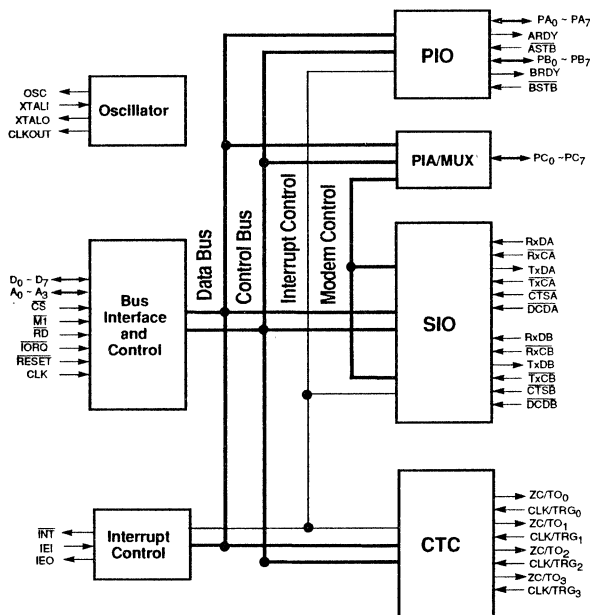 PIO
PA0 ~ PA7
ARDY
ASTB
PB0 ~ PB7
BRDY
BSTB
OSC
XTALI
XTALO
CLKOUT
Oscillator
PIA/MUX
PC0 ~PC7
Data Bus
Control Bus
Interrupt Control
Modem Control
D0 ~ D7
A0 ~ A3
CS
M1
RD
IORQ
RESET
CLK
Bus
Interface
and
Control
SIO
RxDA
RxCA
TxDA
TxCA
CTSA
DCDA
RxDB
RxCB
TxDB
TxCB
CTSB
DCDB
INT
IEI
IEO
Interrupt
Control
CTC
ZC/TO0
CLK/TRG0
ZC/TO1
CLK/TRG1
ZC/TO2
CLK/TRG2
ZC/TO3
CLK/TRG3